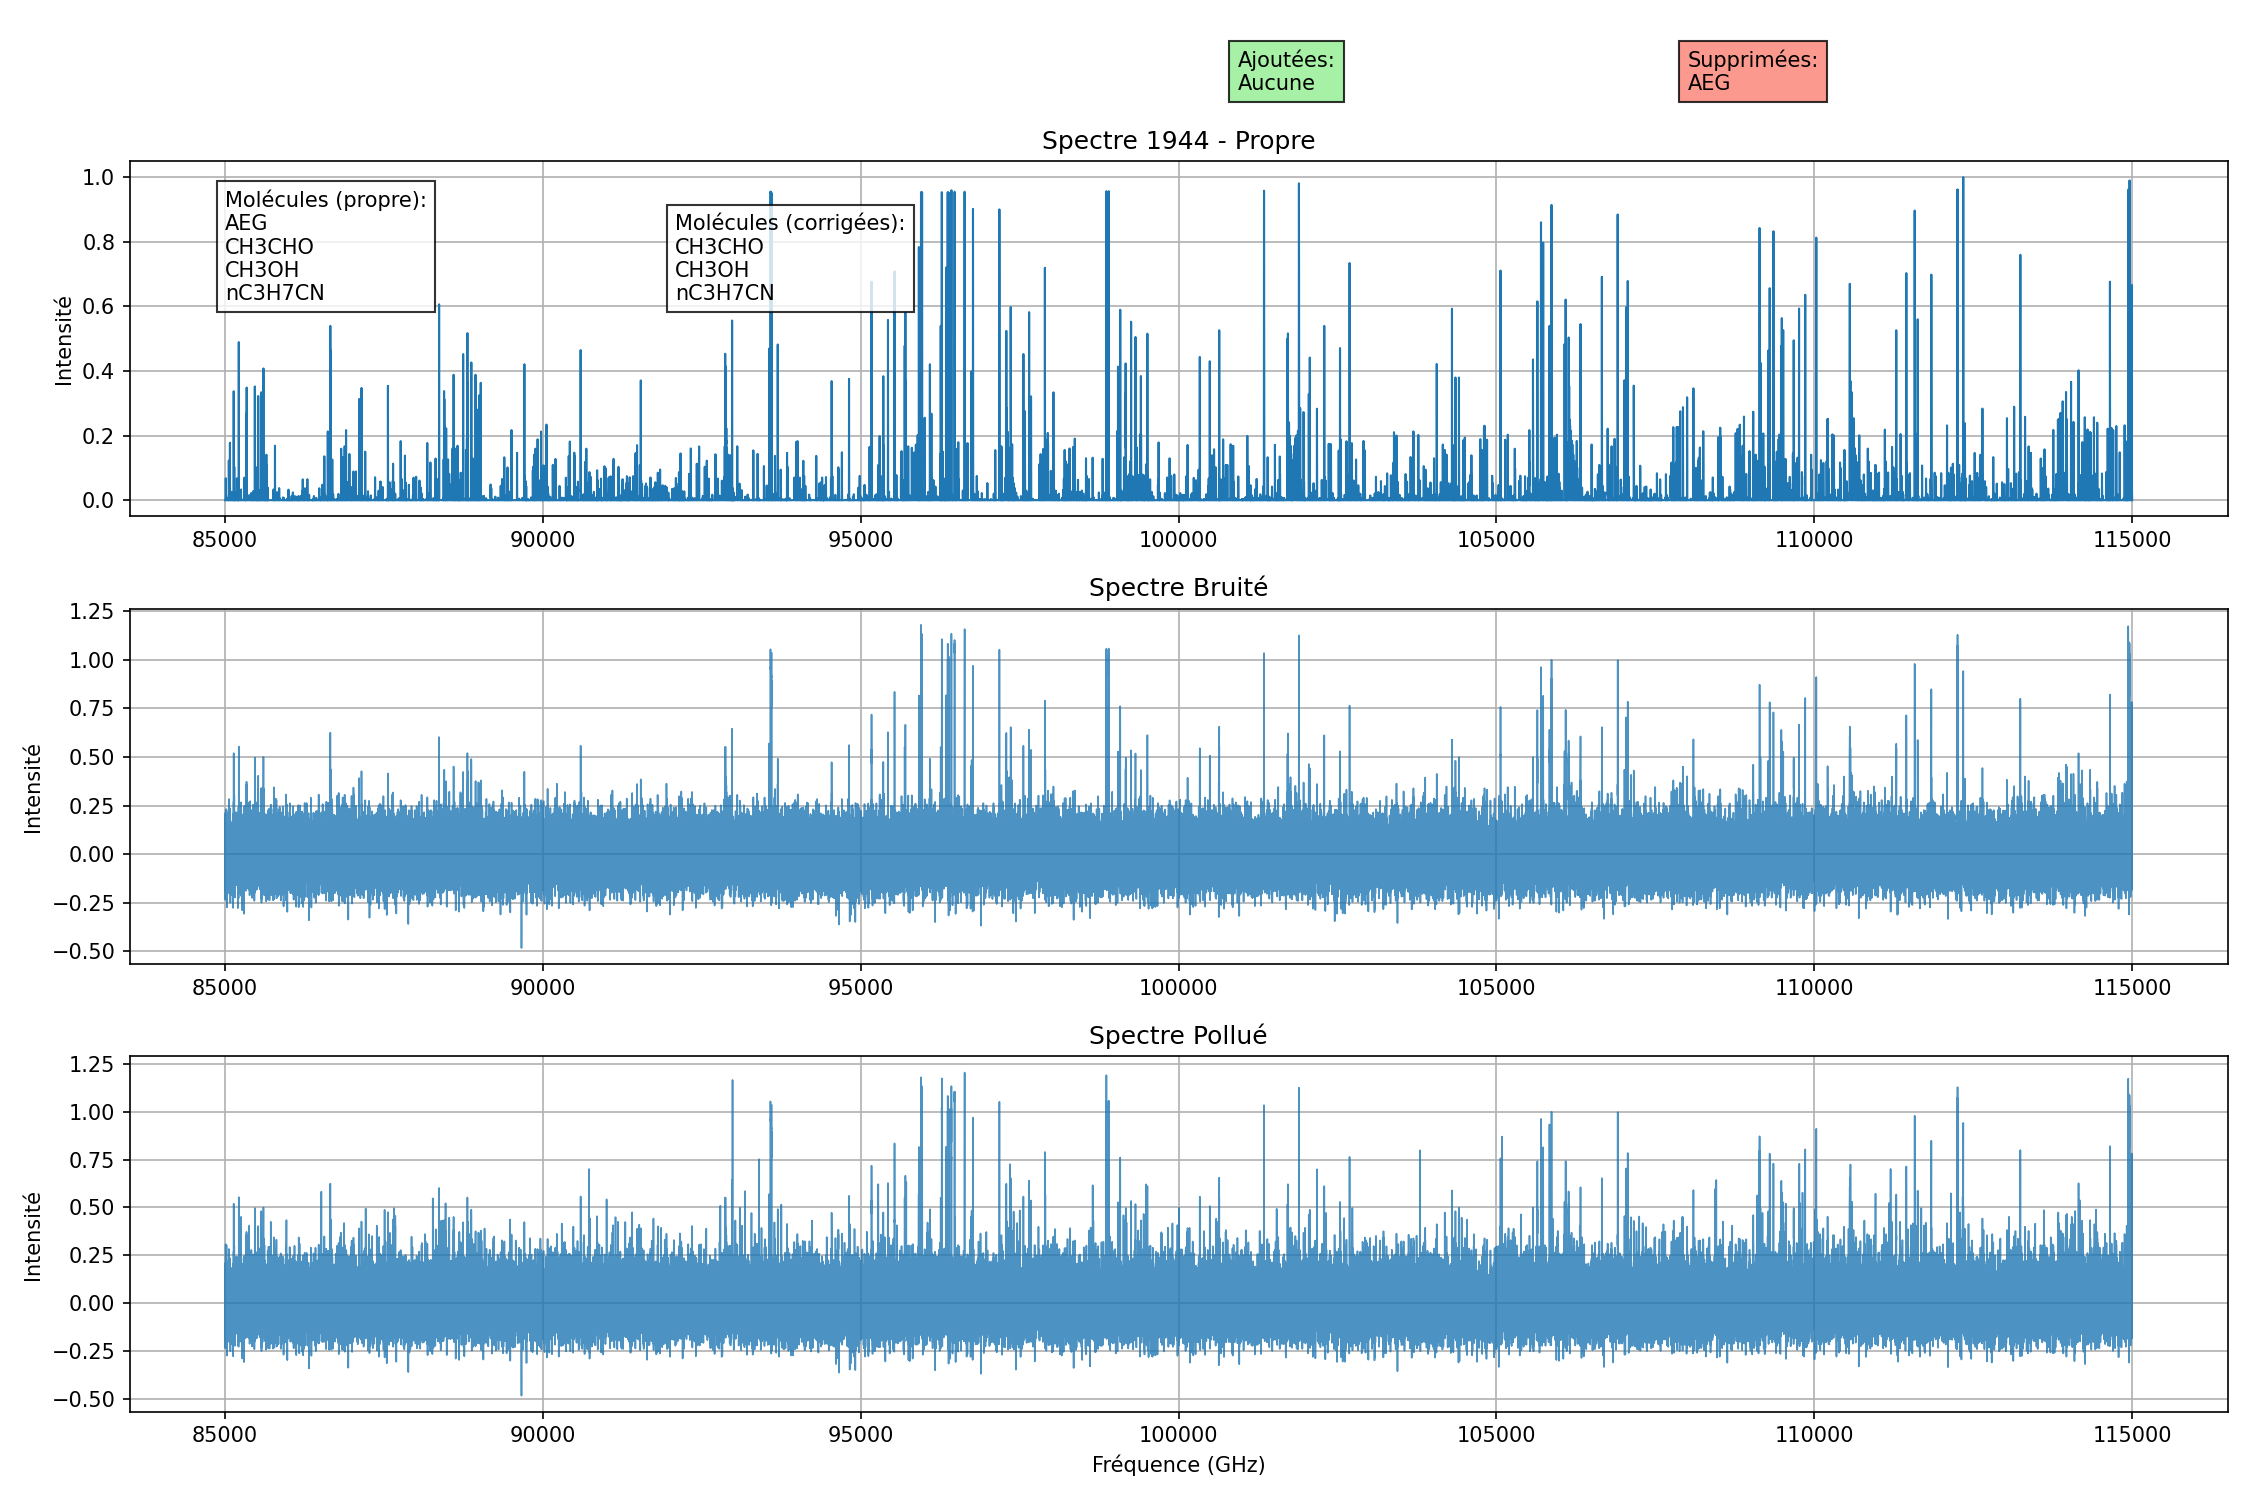 Ajoutées:
Aucune
Supprimées:
AEG
Spectre 1944 - Propre
Intensité
1.0
0.8
0.6
0.4
0.2
0.0
Molécules (propre):
AEG
CH3CHO
CH3OH
nC3H7CN
Molécules (corrigées):
CH3CHO
CH3OH
nC3H7CN
85000 90000 95000 100000 105000 110000 115000
Spectre Bruité
Intensité
1.25
1.00
0.75
0.50
0.25
0.00
−0.25
−0.50
85000 90000 95000 100000 105000 110000 115000
Spectre Pollué
Intensité
1.25
1.00
0.75
0.50
0.25
0.00
−0.25
−0.50
85000 90000 95000 100000 105000 110000 115000
Fréquence (GHz)